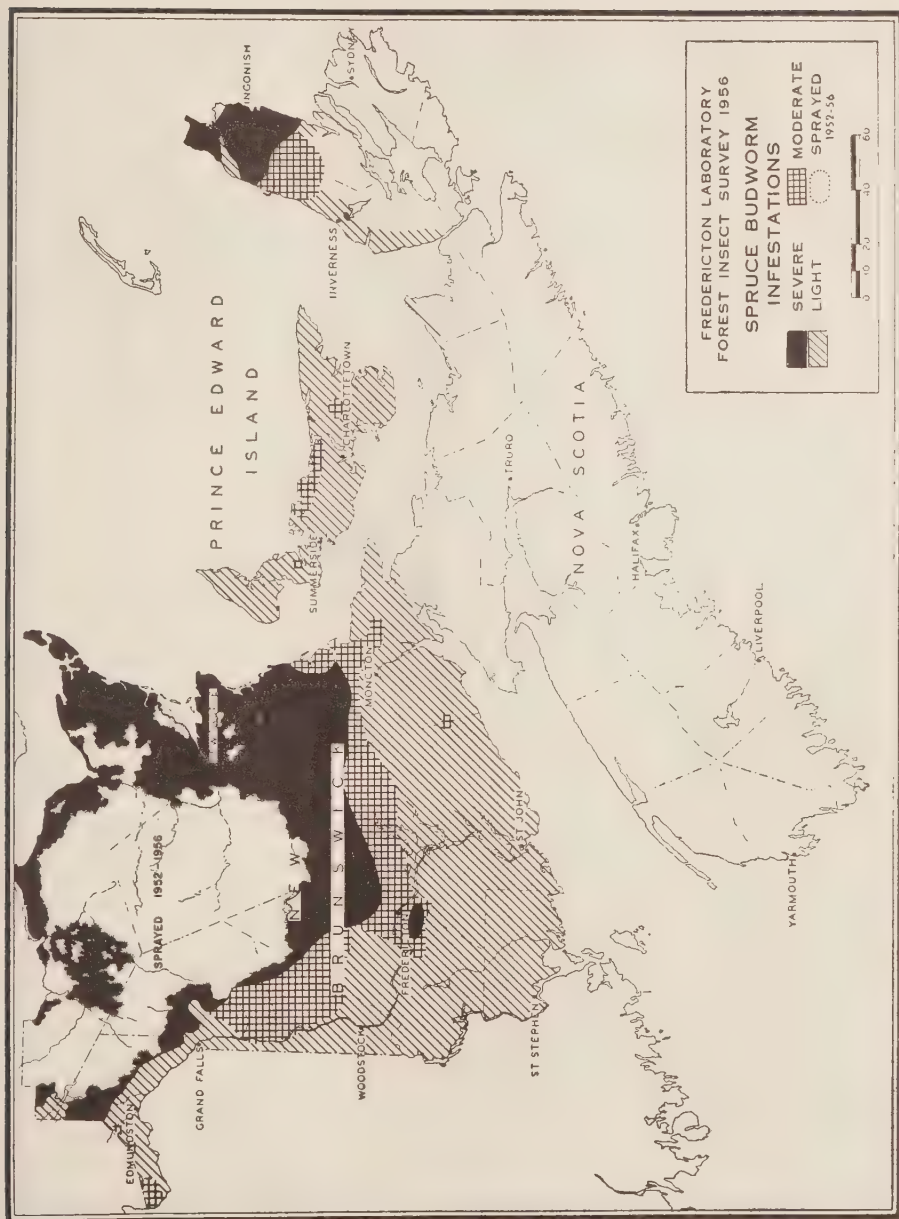 FREDERICTON LABORATORY
FOREST INSECT SURVEY 1956
SPRUCE BUDWORM
INFESTATIONS
SEVERE
MODERATE
LIGHT
SPRAYED
1952-56
0 10 20 40 60
PRINCE EDWARD
ISLAND
NOVA SCOTIA
NEW
BRUNSWICK
SPRAYED 1952-1956
EDMUNDSTON
GRAND FALLS
WOODSTOCK
ST STEPHEN
ST JOHN
MONCTON
SUMMERSIDE
CHARLOTTETOWN
INVERNESS
INGONISH
SYDNEY
TRURO
HALIFAX
LIVERPOOL
YARMOUTH